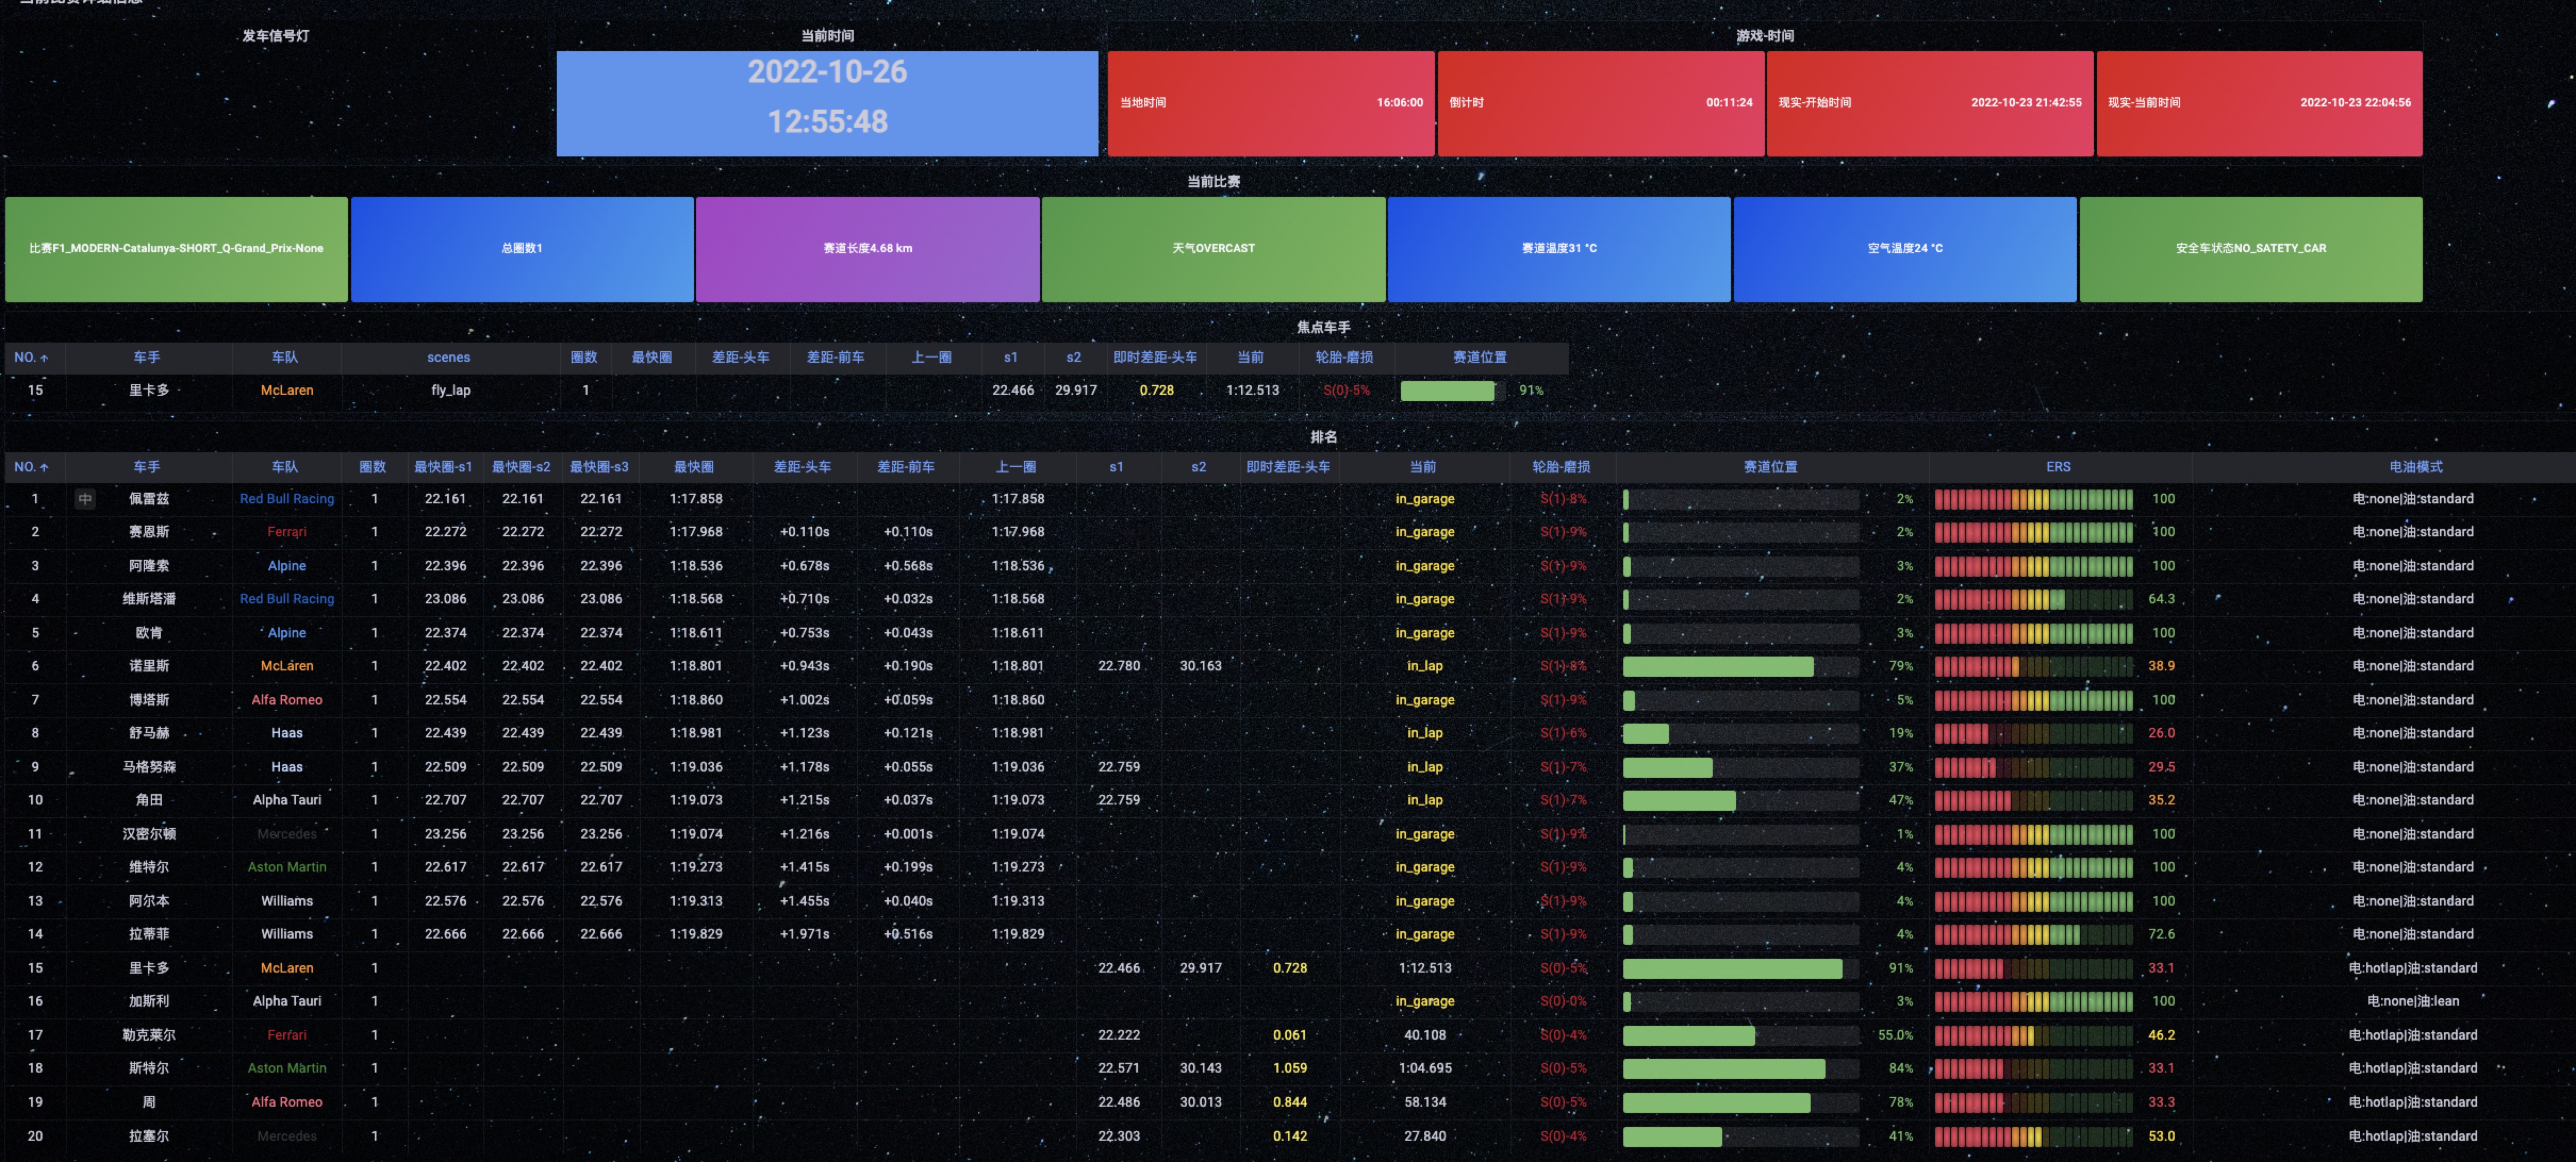 当前比赛详细信息
发车信号灯 当前时间 游戏-时间
2022-10-26
12:55:48
当地时间 16:06:00 倒计时 00:11:24 现实-开始时间 2022-10-23 21:42:55 现实-当前时间 2022-10-23 22:04:56
当前比赛
比赛F1_MODERN-Catalunya-SHORT_Q-Grand_Prix-None 总圈数1 赛道长度4.68 km 天气OVERCAST 赛道温度31 °C 空气温度24 °C 安全车状态NO_SATETY_CAR
焦点车手
NO. ↑ 车手 车队 scenes 圈数 最快圈 差距-头车 差距-前车 上一圈 s1 s2 即时差距-头车 当前 轮胎-磨损 赛道位置
15 里卡多 McLaren fly_lap 1 22.466 29.917 0.728 1:12.513 S(0)-5% 91%
排名
NO. ↑ 车手 车队 圈数 最快圈-s1 最快圈-s2 最快圈-s3 最快圈 差距-头车 差距-前车 上一圈 s1 s2 即时差距-头车 当前 轮胎-磨损 赛道位置 ERS 电油模式
1 中 佩雷兹 Red Bull Racing 1 22.161 22.161 22.161 1:17.858 1:17.858 in_garage S(1)-8% 2% 100 电:none|油:standard
2 赛恩斯 Ferrari 1 22.272 22.272 22.272 1:17.968 +0.110s +0.110s 1:17.968 in_garage S(1)-9% 2% 100 电:none|油:standard
3 阿隆索 Alpine 1 22.396 22.396 22.396 1:18.536 +0.678s +0.568s 1:18.536 in_garage S(1)-9% 3% 100 电:none|油:standard
4 维斯塔潘 Red Bull Racing 1 23.086 23.086 23.086 1:18.568 +0.710s +0.032s 1:18.568 in_garage S(1)-9% 2% 64.3 电:none|油:standard
5 欧肯 Alpine 1 22.374 22.374 22.374 1:18.611 +0.753s +0.043s 1:18.611 in_garage S(1)-9% 3% 100 电:none|油:standard
6 诺里斯 McLaren 1 22.402 22.402 22.402 1:18.801 +0.943s +0.190s 1:18.801 22.780 30.163 in_lap S(1)-8% 79% 38.9 电:none|油:standard
7 博塔斯 Alfa Romeo 1 22.554 22.554 22.554 1:18.860 +1.002s +0.059s 1:18.860 in_garage S(1)-9% 5% 100 电:none|油:standard
8 舒马赫 Haas 1 22.439 22.439 22.439 1:18.981 +1.123s +0.121s 1:18.981 in_lap S(1)-6% 19% 26.0 电:none|油:standard
9 马格努森 Haas 1 22.509 22.509 22.509 1:19.036 +1.178s +0.055s 1:19.036 22.759 in_lap S(1)-7% 37% 29.5 电:none|油:standard
10 角田 Alpha Tauri 1 22.707 22.707 22.707 1:19.073 +1.215s +0.037s 1:19.073 22.759 in_lap S(1)-7% 47% 35.2 电:none|油:standard
11 汉密尔顿 Mercedes 1 23.256 23.256 23.256 1:19.074 +1.216s +0.001s 1:19.074 in_garage S(1)-9% 1% 100 电:none|油:standard
12 维特尔 Aston Martin 1 22.617 22.617 22.617 1:19.273 +1.415s +0.199s 1:19.273 in_garage S(1)-9% 4% 100 电:none|油:standard
13 阿尔本 Williams 1 22.576 22.576 22.576 1:19.313 +1.455s +0.040s 1:19.313 in_garage S(1)-9% 4% 100 电:none|油:standard
14 拉蒂菲 Williams 1 22.666 22.666 22.666 1:19.829 +1.971s +0.516s 1:19.829 in_garage S(1)-9% 4% 72.6 电:none|油:standard
15 里卡多 McLaren 1 22.466 29.917 0.728 1:12.513 S(0)-5% 91% 33.1 电:hotlap|油:standard
16 加斯利 Alpha Tauri 1 in_garage S(0)-0% 3% 100 电:none|油:lean
17 勒克莱尔 Ferrari 1 22.222 0.061 40.108 S(0)-4% 55.0% 46.2 电:hotlap|油:standard
18 斯特尔 Aston Martin 1 22.571 30.143 1.059 1:04.695 S(0)-5% 84% 33.1 电:hotlap|油:standard
19 周 Alfa Romeo 1 22.486 30.013 0.844 58.134 S(0)-5% 78% 33.3 电:hotlap|油:standard
20 拉塞尔 Mercedes 1 22.303 0.142 27.840 S(0)-4% 41% 53.0 电:hotlap|油:standard